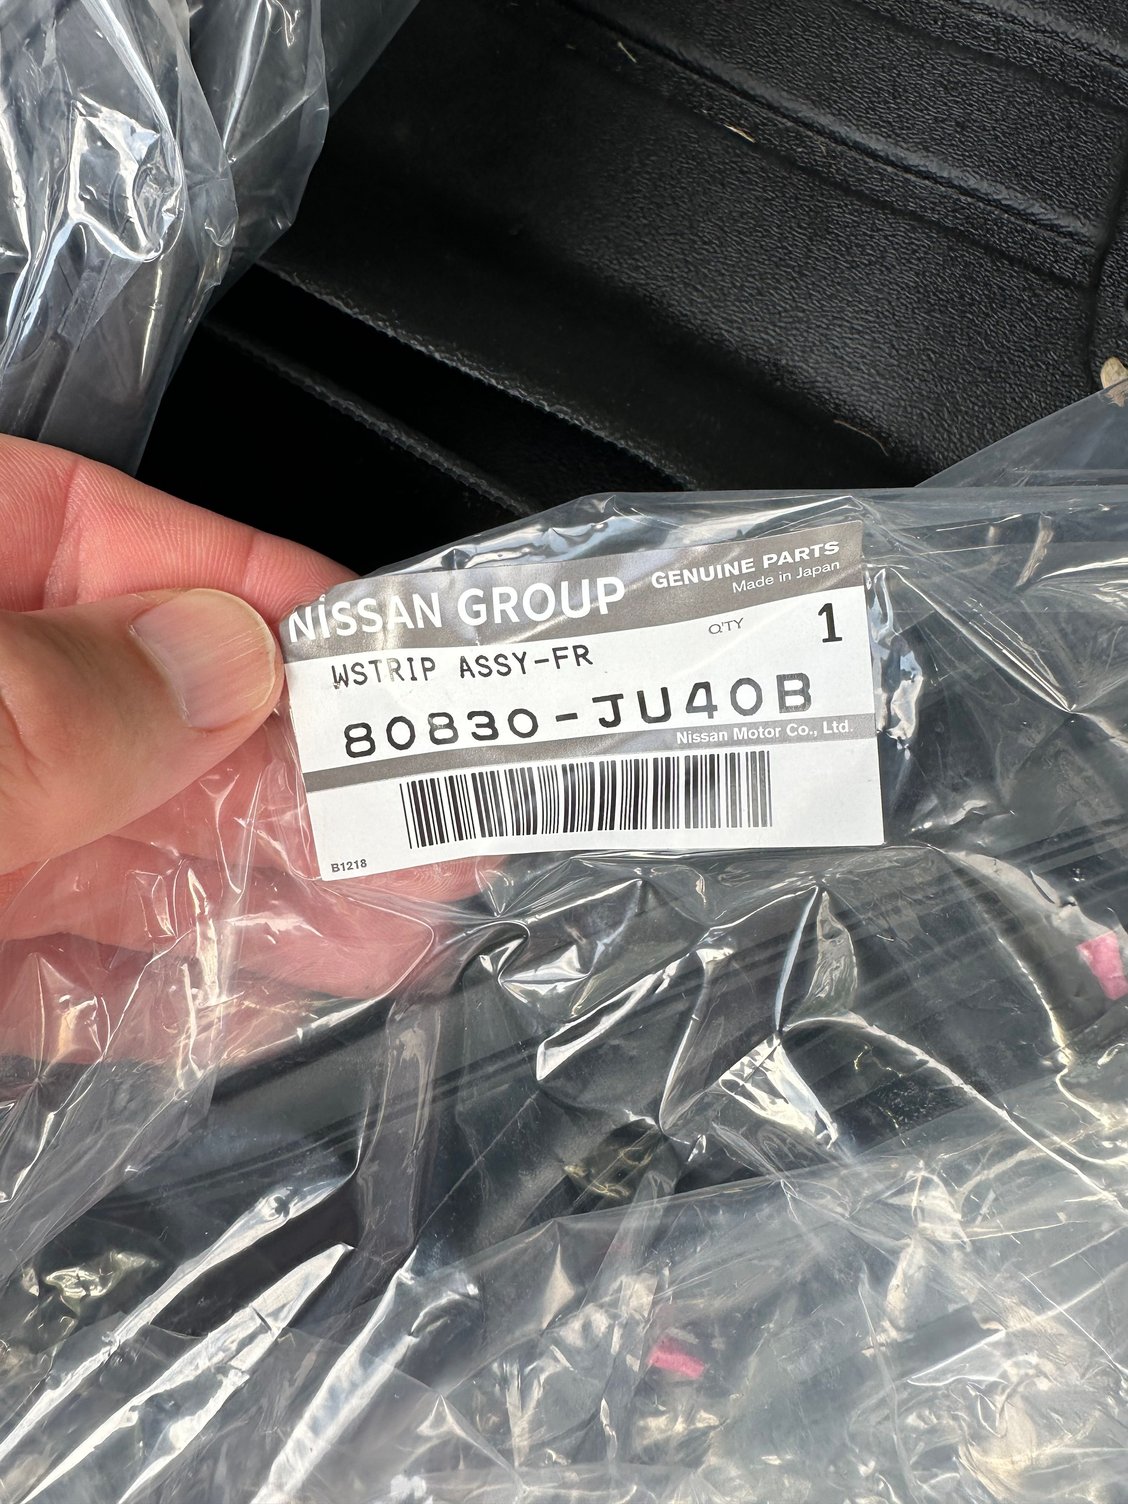 NISSAN GROUP
GENUINE PARTS
Made in Japan
Q'TY 1
WSTRIP ASSY-FR
80830-JU40B
Nissan Motor Co., Ltd.
B1218